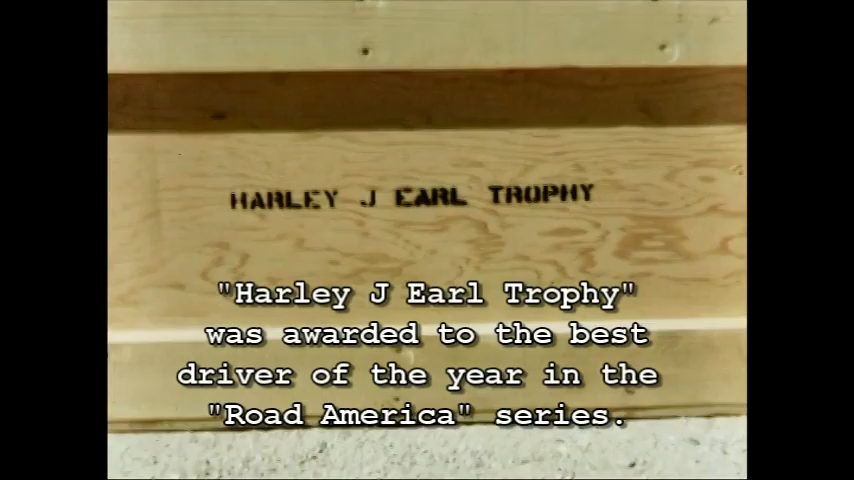 HARLEY J EARL TROPHY
"Harley J Earl Trophy"
was awarded to the best
driver of the year in the
"Road America" series.